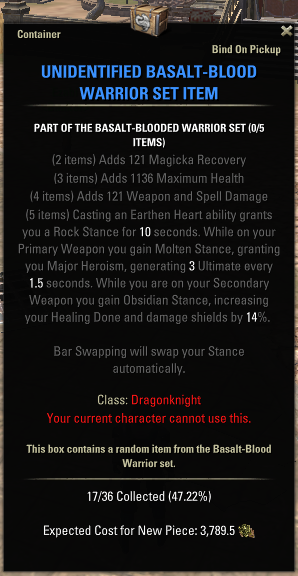 Container
Bind On Pickup
UNIDENTIFIED BASALT-BLOOD
WARRIOR SET ITEM
PART OF THE BASALT-BLOODED WARRIOR SET (0/5
ITEMS)
(2 items) Adds 121 Magicka Recovery
(3 items) Adds 1136 Maximum Health
(4 items) Adds 121 Weapon and Spell Damage
(5 items) Casting an Earthen Heart ability grants
you a Rock Stance for 10 seconds. While on your
Primary Weapon you gain Molten Stance, granting
you Major Heroism, generating 3 Ultimate every
1.5 seconds. While you are on your Secondary
Weapon you gain Obsidian Stance, increasing
your Healing Done and damage shields by 14%.
Bar Swapping will swap your Stance
automatically.
Class: Dragonknight
Your current character cannot use this.
This box contains a random item from the Basalt-Blood
Warrior set.
17/36 Collected (47.22%)
Expected Cost for New Piece: 3,789.5